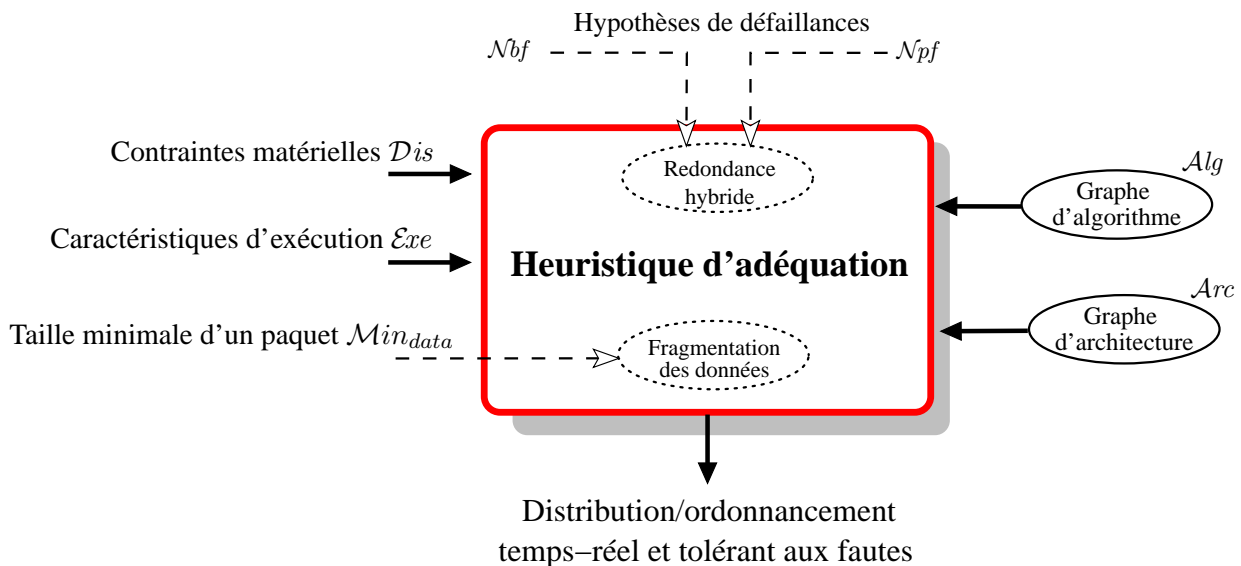 Hypothèses de défaillances
Nbf
Npf
Contraintes matérielles Dis
Redondance
hybride
Alg
Graphe
d'algorithme
Caractéristiques d'exécution Exe
Heuristique d'adéquation
Arc
Graphe
d'architecture
Taille minimale d'un paquet Min_data
Fragmentation
des données
Distribution/ordonnancement
temps−réel et tolérant aux fautes